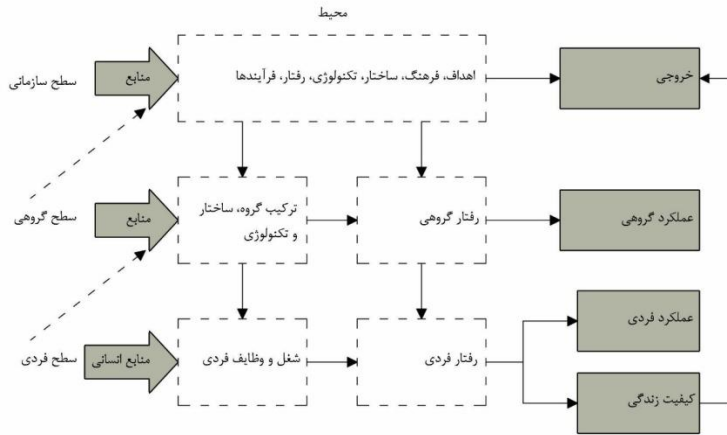 محیط
سطح سازمانی
منابع
اهداف، فرهنگ، ساختار، تکنولوژی، رفتار، فرآیندها
خروجی
سطح گروهی
منابع
ترکیب گروه، ساختار
و تکنولوژی
رفتار گروهی
عملکرد گروهی
سطح فردی
منابع انسانی
شغل و وظایف فردی
رفتار فردی
عملکرد فردی
کیفیت زندگی